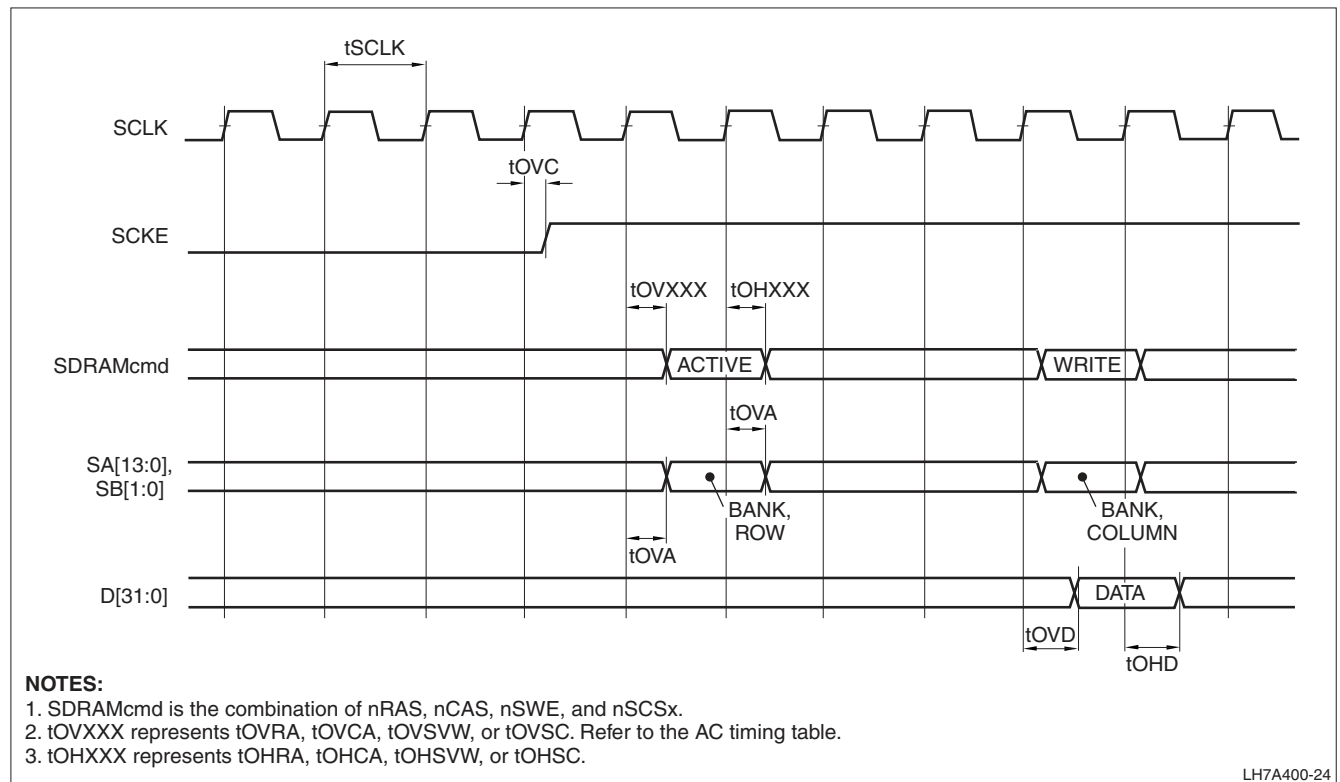 tSCLK
SCLK
tOVC
SCKE
tOVXXX
tOHXXX
SDRAMcmd
ACTIVE
WRITE
tOVA
SA[13:0],
SB[1:0]
BANK,
ROW
BANK,
COLUMN
tOVA
D[31:0]
DATA
tOVD
tOHD
NOTES:
1. SDRAMcmd is the combination of nRAS, nCAS, nSWE, and nSCSx.
2. tOVXXX represents tOVRA, tOVCA, tOVSVW, or tOVSC. Refer to the AC timing table.
3. tOHXXX represents tOHRA, tOHCA, tOHSVW, or tOHSC.
LH7A400-24